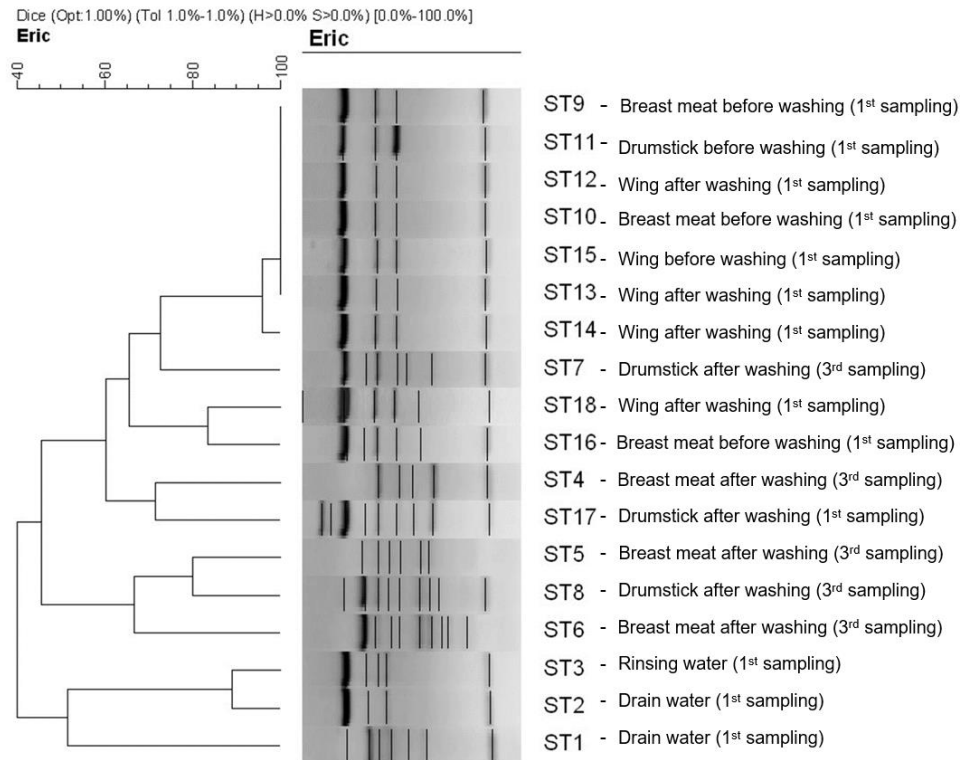 Dice (Opt:1.00%) (Tol 1.0%-1.0%) (H>0.0% S>0.0%) [0.0%-100.0%]
Eric
Eric
40 60 80 100
ST9 - Breast meat before washing (1st sampling)
ST11 - Drumstick before washing (1st sampling)
ST12 - Wing after washing (1st sampling)
ST10 - Breast meat before washing (1st sampling)
ST15 - Wing before washing (1st sampling)
ST13 - Wing after washing (1st sampling)
ST14 - Wing after washing (1st sampling)
ST7 - Drumstick after washing (3rd sampling)
ST18 - Wing after washing (1st sampling)
ST16 - Breast meat before washing (1st sampling)
ST4 - Breast meat after washing (3rd sampling)
ST17 - Drumstick after washing (1st sampling)
ST5 - Breast meat after washing (3rd sampling)
ST8 - Drumstick after washing (3rd sampling)
ST6 - Breast meat after washing (3rd sampling)
ST3 - Rinsing water (1st sampling)
ST2 - Drain water (1st sampling)
ST1 - Drain water (1st sampling)